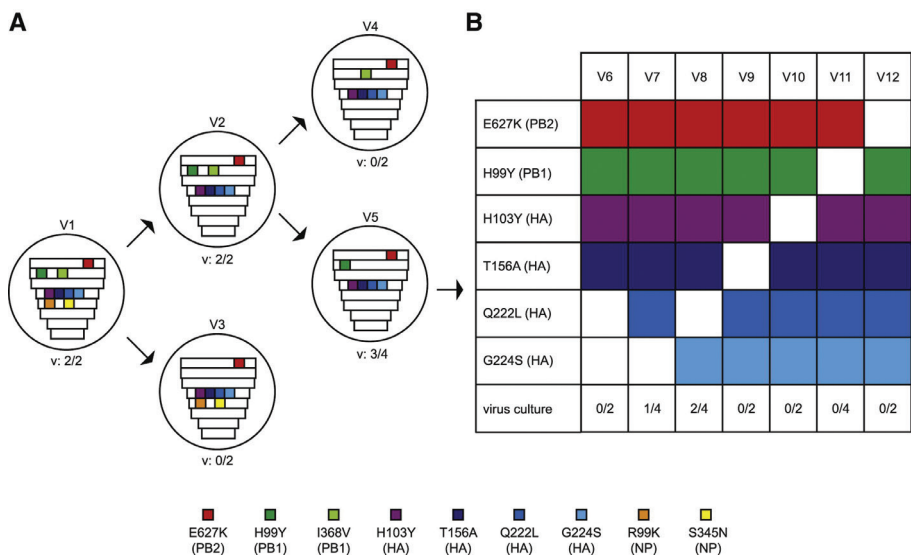 A
V4
v: 0/2
V2
v: 2/2
V1
v: 2/2
V5
v: 3/4
V3
v: 0/2
B
V6 V7 V8 V9 V10 V11 V12
E627K (PB2)
H99Y (PB1)
H103Y (HA)
T156A (HA)
Q222L (HA)
G224S (HA)
virus culture 0/2 1/4 2/4 0/2 0/2 0/4 0/2
E627K H99Y I368V H103Y T156A Q222L G224S R99K S345N
(PB2) (PB1) (PB1) (HA) (HA) (HA) (HA) (NP) (NP)